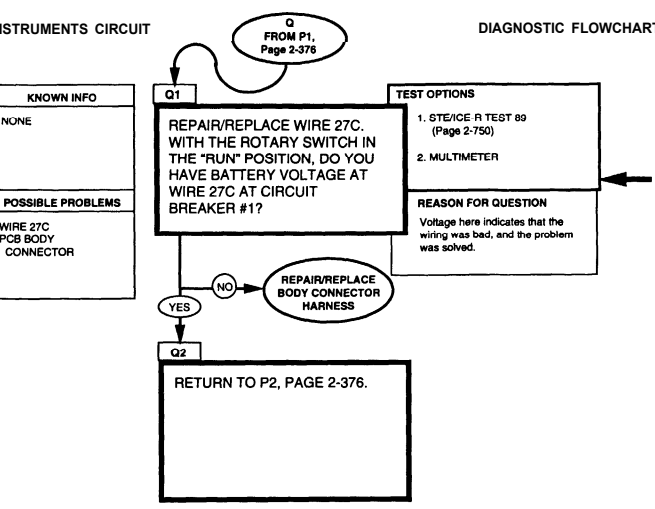 NSTRUMENTS CIRCUIT
DIAGNOSTIC FLOWCHART
Q
FROM P1,
Page 2-376
KNOWN INFO
NONE
POSSIBLE PROBLEMS
WIRE 27C
PCB BODY
CONNECTOR
Q1
REPAIR/REPLACE WIRE 27C.
WITH THE ROTARY SWITCH IN
THE "RUN" POSITION, DO YOU
HAVE BATTERY VOLTAGE AT
WIRE 27C AT CIRCUIT
BREAKER #1?
TEST OPTIONS
1. STE/ICE-R TEST 89
(Page 2-750)
2. MULTIMETER
REASON FOR QUESTION
Voltage here indicates that the
wiring was bad, and the problem
was solved.
NO
REPAIR/REPLACE
BODY CONNECTOR
HARNESS
YES
Q2
RETURN TO P2, PAGE 2-376.